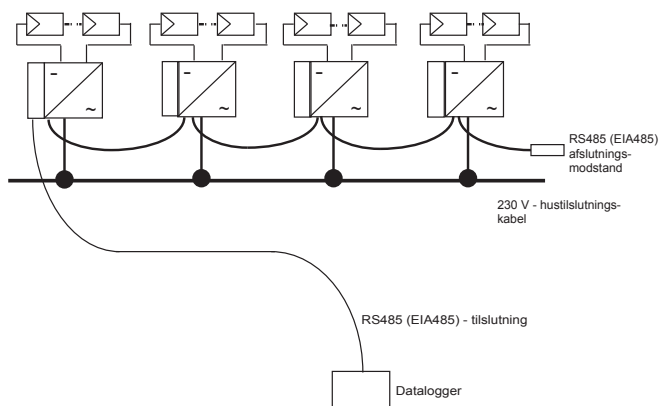 -
~
-
~
-
~
-
~
RS485 (EIA485)
afslutnings-
modstand
230 V - hustilslutnings-
kabel
RS485 (EIA485) - tilslutning
Datalogger